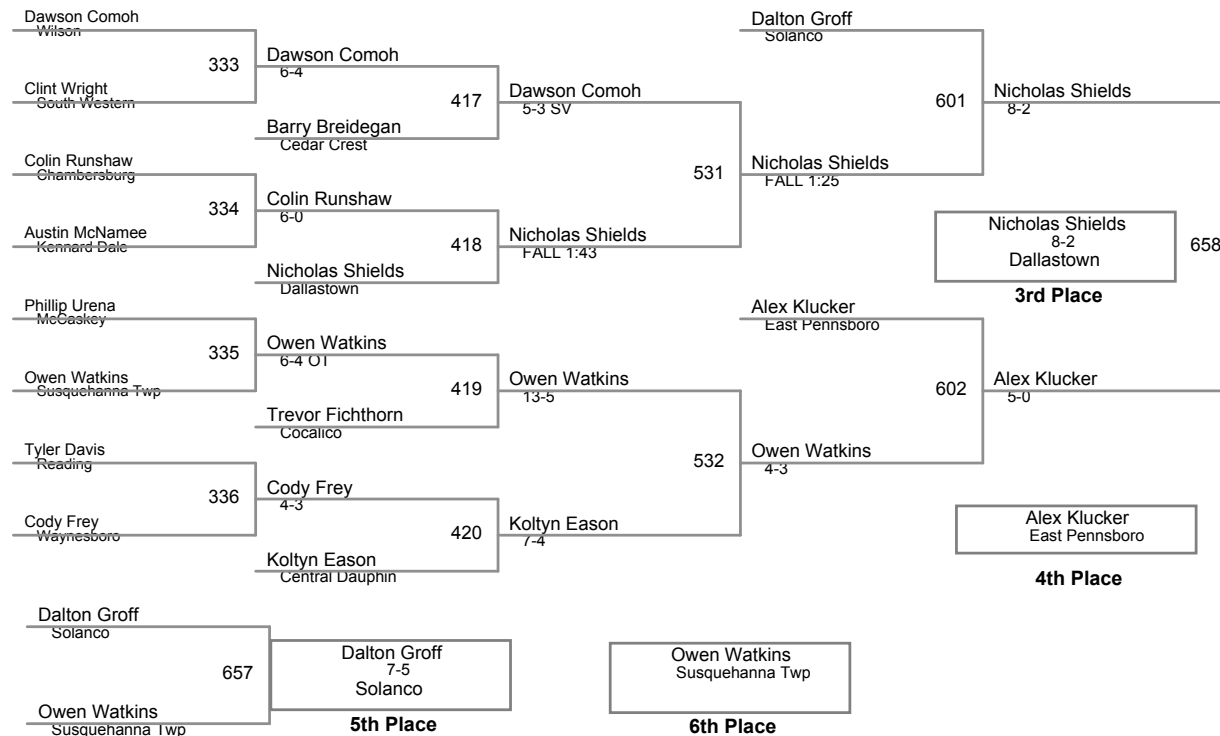 Dawson Comoh
Wilson
333
Clint Wright
South Western
Colin Runshaw
Chambersburg
334
Austin McNamee
Kennard Dale
Phillip Urena
McCaskey
335
Owen Watkins
Susquehanna Twp
Tyler Davis
Reading
336
Cody Frey
Waynesboro
Dawson Comoh
6-4
417
Barry Breidegan
Cedar Crest
Colin Runshaw
6-0
418
Nicholas Shields
Dallastown
Owen Watkins
6-4 OT
419
Trevor Fichthorn
Cocalico
Cody Frey
4-3
420
Koltyn Eason
Central Dauphin
Dawson Comoh
5-3 SV
531
Nicholas Shields
FALL 1:43
Owen Watkins
13-5
532
Koltyn Eason
7-4
Dalton Groff
Solanco
601
Nicholas Shields
FALL 1:25
Alex Klucker
East Pennsboro
602
Owen Watkins
4-3
Nicholas Shields
8-2
Nicholas Shields
8-2
Dallastown
658
3rd Place
Alex Klucker
5-0
Alex Klucker
East Pennsboro
4th Place
Dalton Groff
Solanco
657
Owen Watkins
Susquehanna Twp
Dalton Groff
7-5
Solanco
5th Place
Owen Watkins
Susquehanna Twp
6th Place